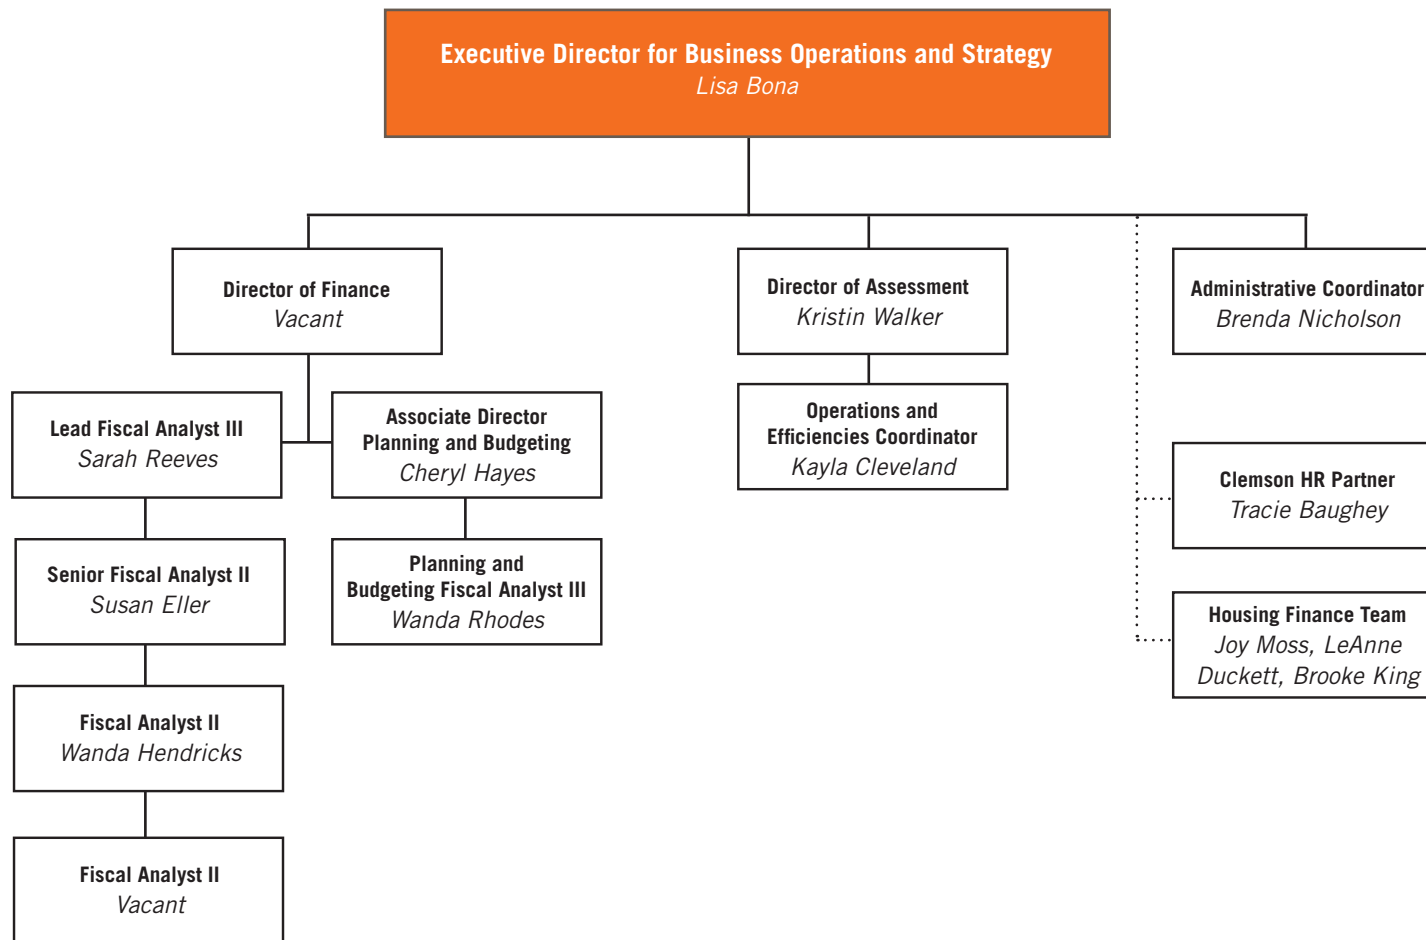 Executive Director for Business Operations and Strategy
Lisa Bona
Director of Finance
Vacant
Director of Assessment
Kristin Walker
Administrative Coordinator
Brenda Nicholson
Lead Fiscal Analyst III
Sarah Reeves
Associate Director
Planning and Budgeting
Cheryl Hayes
Operations and
Efficiencies Coordinator
Kayla Cleveland
Clemson HR Partner
Tracie Baughey
Senior Fiscal Analyst II
Susan Eller
Planning and
Budgeting Fiscal Analyst III
Wanda Rhodes
Housing Finance Team
Joy Moss, LeAnne
Duckett, Brooke King
Fiscal Analyst II
Wanda Hendricks
Fiscal Analyst II
Vacant